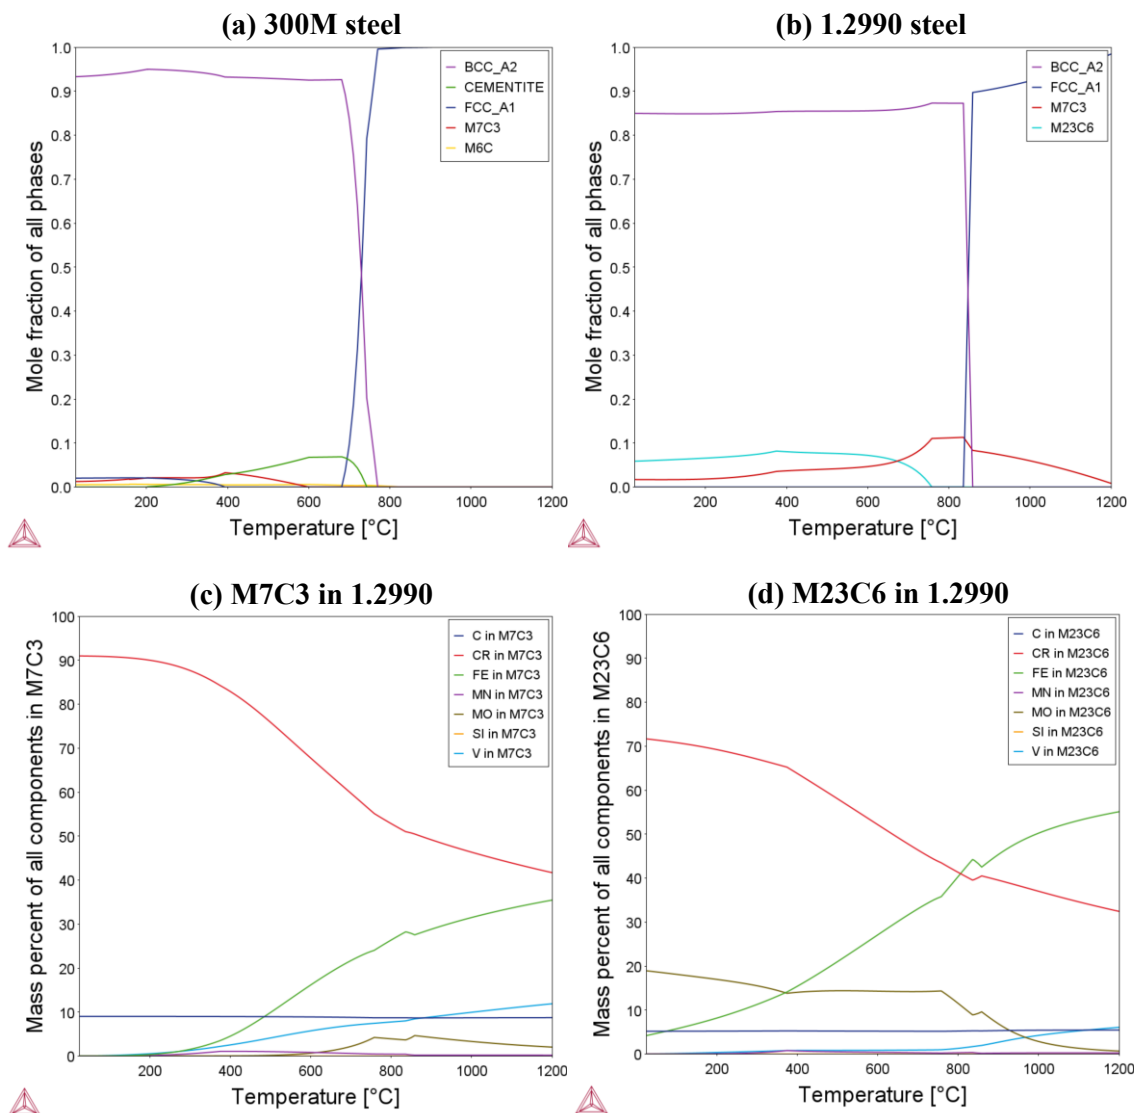 (a) 300M steel
Mole fraction of all phases
1.0
0.9
0.8
0.7
0.6
0.5
0.4
0.3
0.2
0.1
0.0
BCC_A2
CEMENTITE
FCC_A1
M7C3
M6C
200 400 600 800 1000 1200
Temperature [°C]
(b) 1.2990 steel
Mole fraction of all phases
1.0
0.9
0.8
0.7
0.6
0.5
0.4
0.3
0.2
0.1
0.0
BCC_A2
FCC_A1
M7C3
M23C6
200 400 600 800 1000 1200
Temperature [°C]
(c) M7C3 in 1.2990
Mass percent of all components in M7C3
100
90
80
70
60
50
40
30
20
10
0
C in M7C3
CR in M7C3
FE in M7C3
MN in M7C3
MO in M7C3
SI in M7C3
V in M7C3
200 400 600 800 1000 1200
Temperature [°C]
(d) M23C6 in 1.2990
Mass percent of all components in M23C6
100
90
80
70
60
50
40
30
20
10
0
C in M23C6
CR in M23C6
FE in M23C6
MN in M23C6
MO in M23C6
SI in M23C6
V in M23C6
200 400 600 800 1000 1200
Temperature [°C]